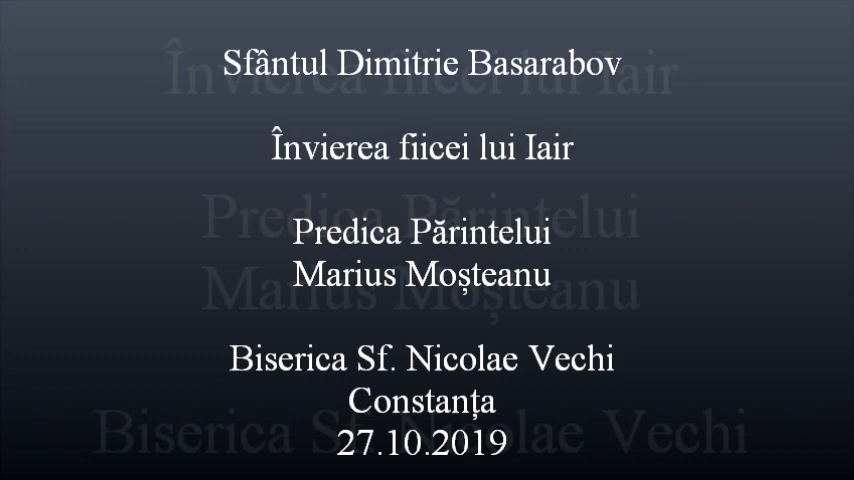 Sfântul Dimitrie Basarabov
Învierea fiicei lui Iair
Predica Părintelui
Marius Moșteanu
Biserica Sf. Nicolae Vechi
Constanța
27.10.2019